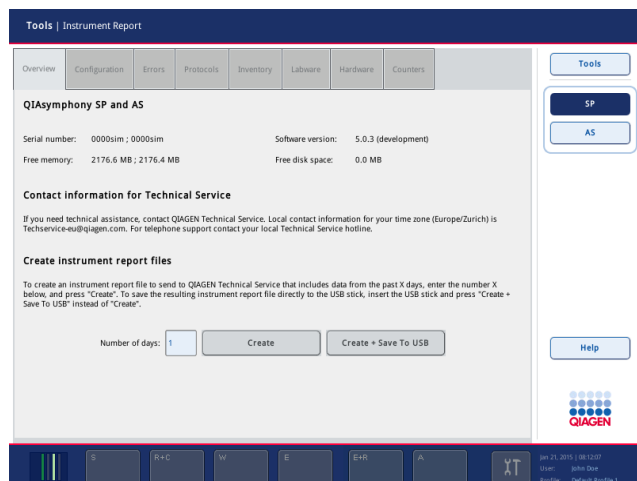 Tools | Instrument Report
Overview Configuration Errors Protocols Inventory Labware Hardware Counters
Tools
SP
AS
QIAsymphony SP and AS
Serial number: 0000sim ; 0000sim Software version: 5.0.3 (development)
Free memory: 2176.6 MB ; 2176.4 MB Free disk space: 0.0 MB
Contact information for Technical Service
If you need technical assistance, contact QIAGEN Technical Service. Local contact information for your time zone (Europe/Zurich) is
Techservice-eu@qiagen.com. For telephone support contact your local Technical Service hotline.
Create instrument report files
To create an instrument report file to send to QIAGEN Technical Service that includes data from the past X days, enter the number X
below, and press "Create". To save the resulting instrument report file directly to the USB stick, insert the USB stick and press "Create +
Save To USB" instead of "Create".
Number of days: 1 Create Create + Save To USB
Help
QIAGEN
S R+C W E E+R A
Jan 21, 2015 | 08:12:07
User: John Doe
Profile: Default Profile 1